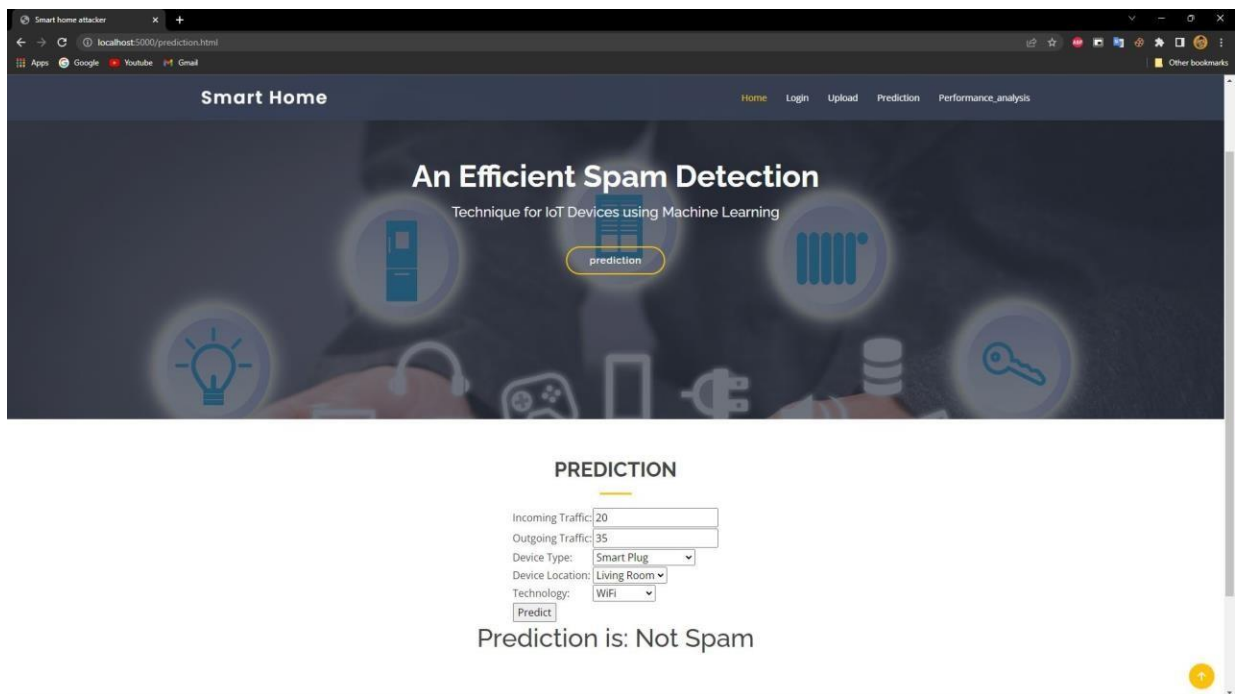 Smart home attacker
localhost:5000/prediction.html
Apps Google Youtube Gmail Other bookmarks
Smart Home Home Login Upload Prediction Performance_analysis
An Efficient Spam Detection
Technique for IoT Devices using Machine Learning
prediction
PREDICTION
Incoming Traffic: 20
Outgoing Traffic: 35
Device Type: Smart Plug
Device Location: Living Room
Technology: WiFi
Predict
Prediction is: Not Spam